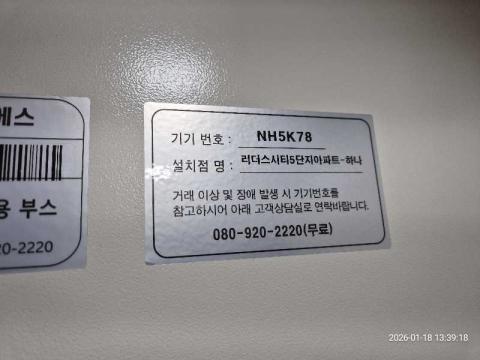 에스
용 부스
20-2220
기기 번호 : NH5K78
설치점 명 : 리더스시티5단지아파트-하나
거래 이상 및 장애 발생 시 기기번호를
참고하시어 아래 고객상담실로 연락바랍니다.
080-920-2220(무료)
2026-01-18 13:39:18